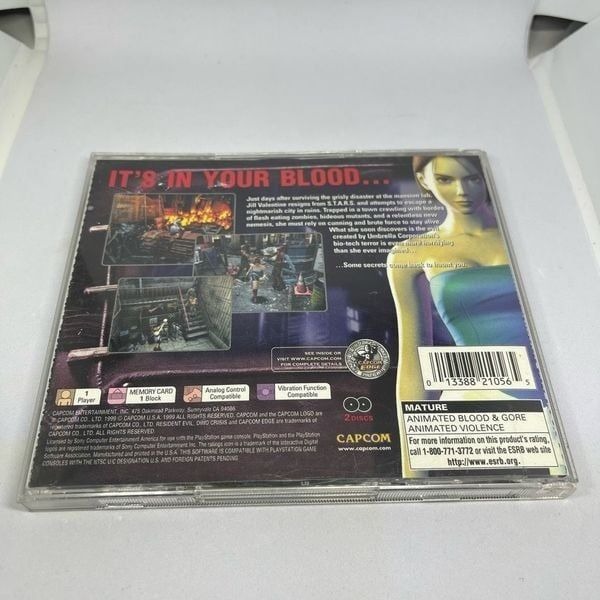 IT'S IN YOUR BLOOD...
Just days after surviving the grisly disaster at the mansion lab,
Jill Valentine resigns from S.T.A.R.S. and attempts to escape a
nightmarish city in ruins. Trapped in a town crawling with hordes
of flesh eating zombies, hideous mutants, and a relentless new
nemesis, she must rely on cunning and brute force to stay alive.
What she soon discovers is the evil
created by Umbrella Corporation's
bio-tech terror is even more horrifying
than she ever imagined...
...Some secrets come back to haunt you.
SEE INSIDE OR
VISIT WWW.CAPCOM.COM
FOR COMPLETE DETAILS
CAPCOM
EDGE
0 13388 21056 5
1
Player
MEMORY CARD
1 Block
Analog Control
Compatible
Vibration Function
Compatible
2 DISCS
CAPCOM
www.capcom.com
CAPCOM ENTERTAINMENT, INC. 475 Oakmead Parkway, Sunnyvale CA 94086
© CAPCOM CO., LTD. 1999 © CAPCOM U.S.A. 1999 ALL RIGHTS RESERVED. CAPCOM and the CAPCOM LOGO are
registered trademarks of CAPCOM CO., LTD. RESIDENT EVIL, DINO CRISIS and CAPCOM EDGE are trademarks of
CAPCOM CO., LTD. ALL RIGHTS RESERVED.
Licensed by Sony Computer Entertainment America for use with the PlayStation game console. PlayStation and the PlayStation
logos are registered trademarks of Sony Computer Entertainment Inc. The ratings icon is a trademark of the Interactive Digital
Software Association. Manufactured and printed in the U.S.A. THIS SOFTWARE IS COMPATIBLE WITH PLAYSTATION GAME
CONSOLES WITH THE NTSC U/C DESIGNATION. U.S. AND FOREIGN PATENTS PENDING
MATURE
ANIMATED BLOOD & GORE
ANIMATED VIOLENCE
For more information on this product's rating,
call 1-800-771-3772 or visit the ESRB web site
http://www.esrb.org.